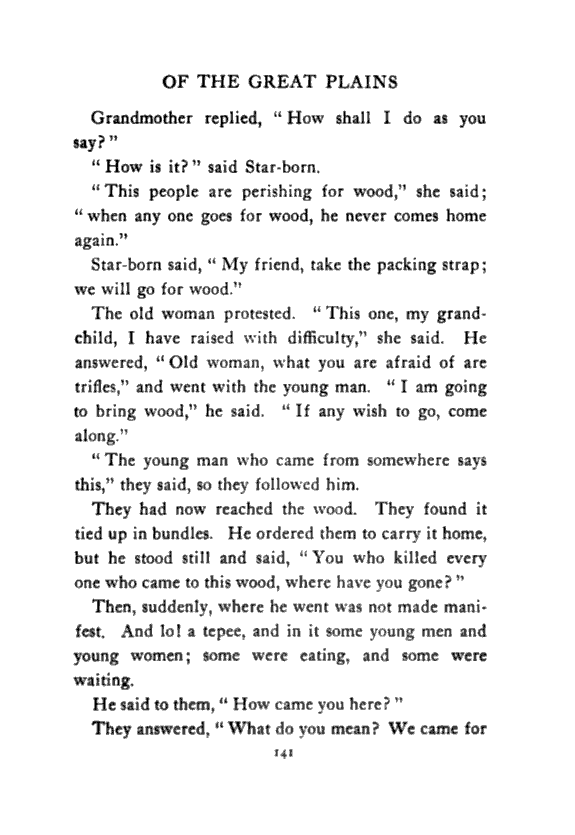 OF THE GREAT PLAINS
Grandmother replied, “ How shall I do as you
say? ”
“ How is it? ” said Star-born.
“ This people are perishing for wood,” she said;
“ when any one goes for wood, he never comes home
again.”
Star-born said, “ My friend, take the packing strap;
we will go for wood.”
The old woman protested. “ This one, my grand-
child, I have raised with difficulty,” she said. He
answered, “ Old woman, what you are afraid of are
trifles,” and went with the young man. “ I am going
to bring wood,” he said. “ If any wish to go, come
along.”
“ The young man who came from somewhere says
this,” they said, so they followed him.
They had now reached the wood. They found it
tied up in bundles. He ordered them to carry it home,
but he stood still and said, “ You who killed every
one who came to this wood, where have you gone? ”
Then, suddenly, where he went was not made mani-
fest. And lo! a tepee, and in it some young men and
young women; some were eating, and some were
waiting.
He said to them, “ How came you here? ”
They answered, “ What do you mean? We came for
141